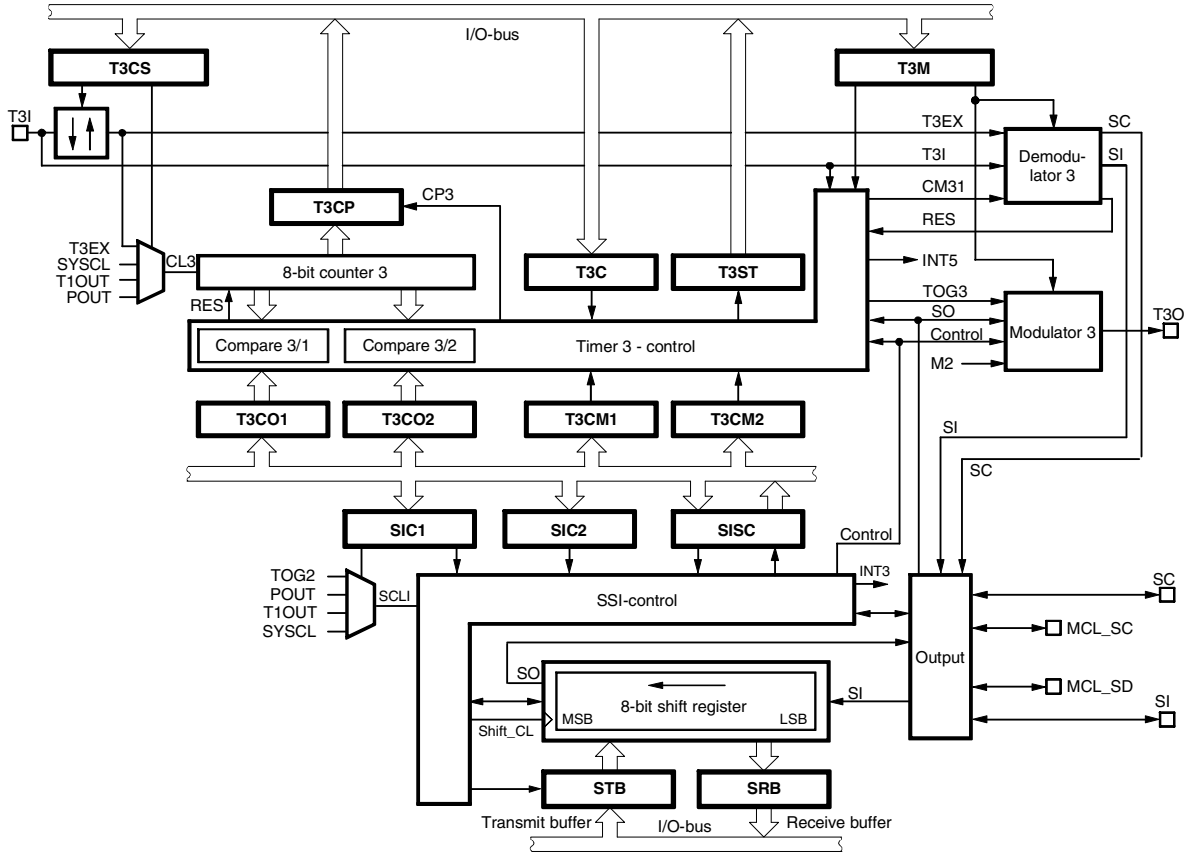 I/O-bus
T3CS
T3M
T3I
T3EX
SC
Demodu-
lator 3
T3I
SI
CM31
T3CP
CP3
RES
T3EX
SYSCL
T1OUT
POUT
CL3
8-bit counter 3
T3C
T3ST
INT5
RES
TOG3
SO
Control
M2
Modulator 3
T3O
Compare 3/1
Compare 3/2
Timer 3 - control
T3CO1
T3CO2
T3CM1
T3CM2
SI
SC
SIC1
SIC2
SISC
Control
TOG2
POUT
T1OUT
SYSCL
SCLI
SSI-control
INT3
SC
MCL_SC
Output
SO
8-bit shift register
MSB
LSB
SI
MCL_SD
SI
Shift_CL
STB
SRB
Transmit buffer
I/O-bus
Receive buffer